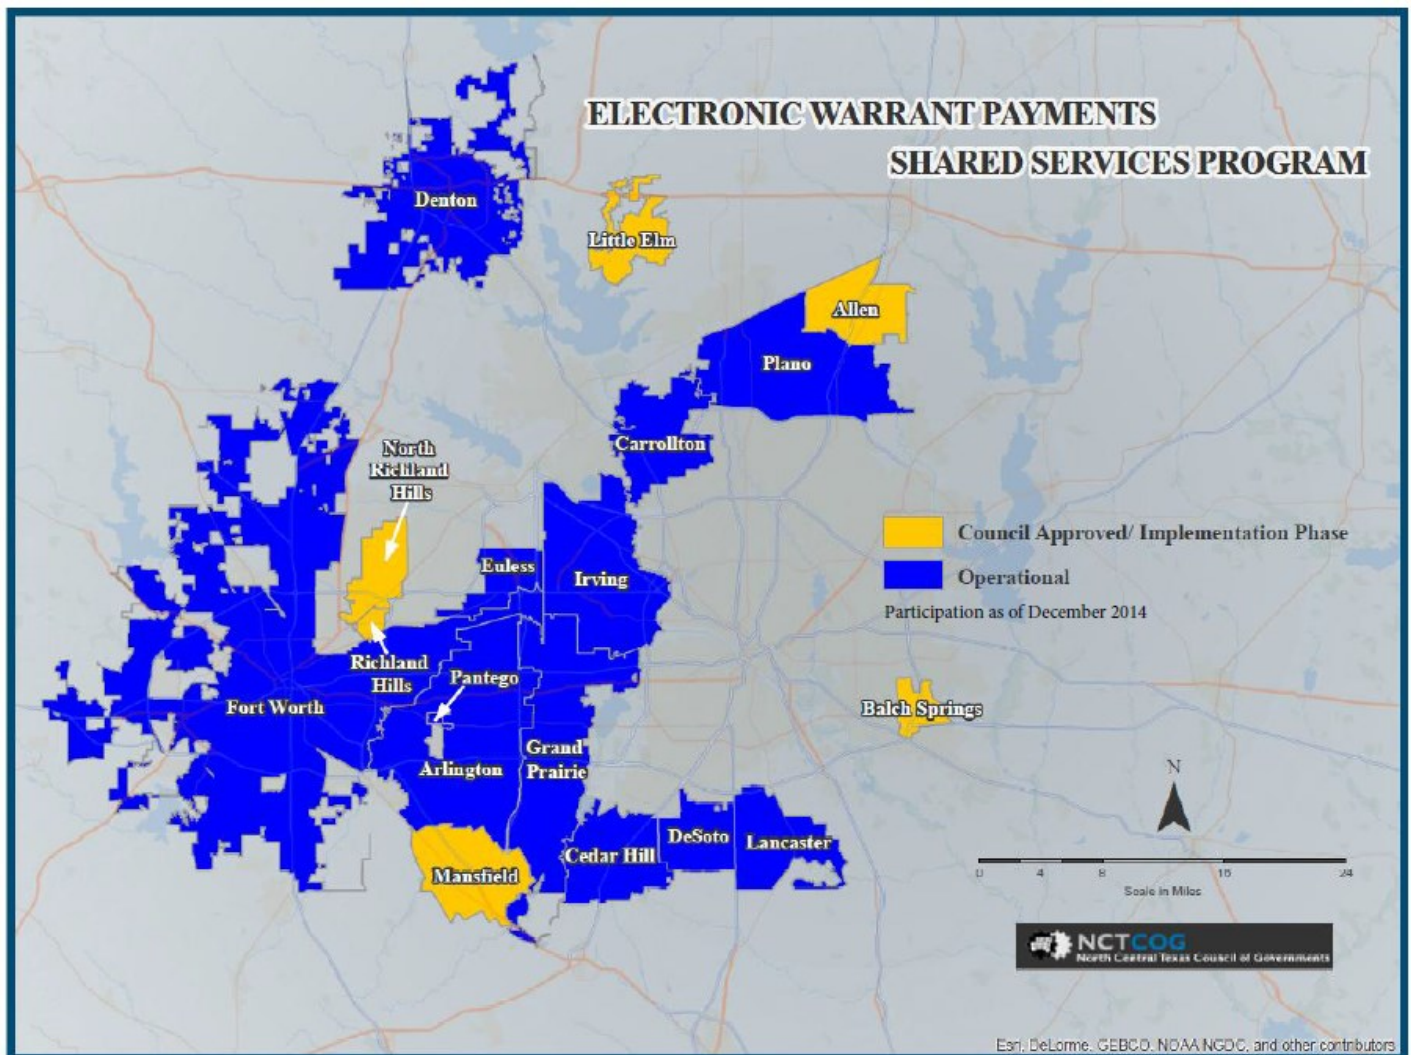 ELECTRONIC WARRANT PAYMENTS
SHARED SERVICES PROGRAM
Denton
Little Elm
Allen
Plano
Carrollton
North
Richland
Hills
Euless
Irving
Council Approved/ Implementation Phase
Operational
Participation as of December 2014
Richland
Hills
Pantego
Fort Worth
Balch Springs
Grand
Prairie
Arlington
DeSoto
Lancaster
Cedar Hill
Mansfield
N
0 4 8 16 24
Scale in Miles
NCTCOG
North Central Texas Council of Governments
Esri, DeLorme, GEBCO, NOAA NGDC, and other contributors